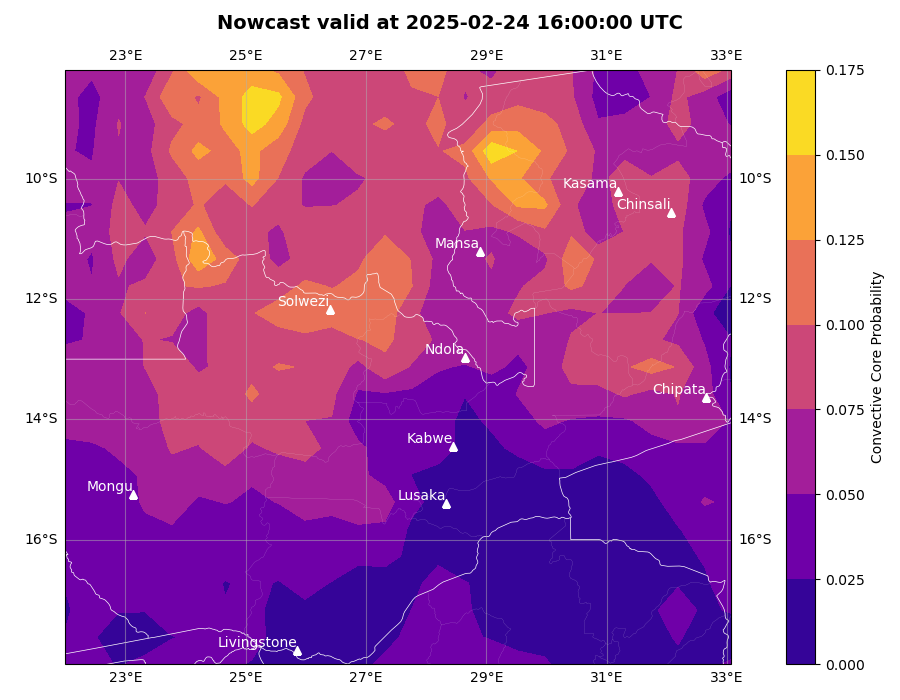 Nowcast valid at 2025-02-24 16:00:00 UTC
23°E 25°E 27°E 29°E 31°E 33°E
0.175
0.150
10°S Kasama 10°S
Chinsali
0.125
Mansa
12°S Solwezi 12°S
0.100
Ndola
Chipata
0.075
14°S 14°S
Kabwe
Mongu Lusaka
0.050
16°S 16°S
0.025
Livingstone
0.000
23°E 25°E 27°E 29°E 31°E 33°E
Convective Core Probability